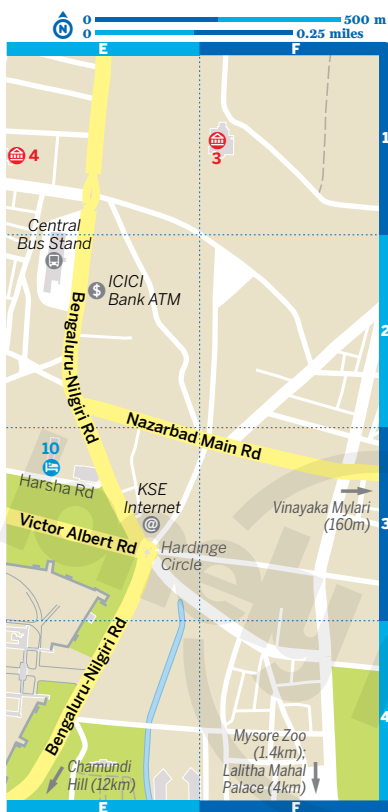 N
0 500 m
0 0.25 miles
E F
1
4
3
Central
Bus Stand
$ ICICI
Bank ATM
2
Bengaluru-Nilgiri Rd
Nazarbad Main Rd
10
Harsha Rd
KSE
Internet
@
Vinayaka Mylari
(160m)
3
Victor Albert Rd
Hardinge
Circle
Bengaluru-Nilgiri Rd
4
Mysore Zoo
(1.4km);
Lalitha Mahal
Palace (4km)
Chamundi
Hill (12km)
E F